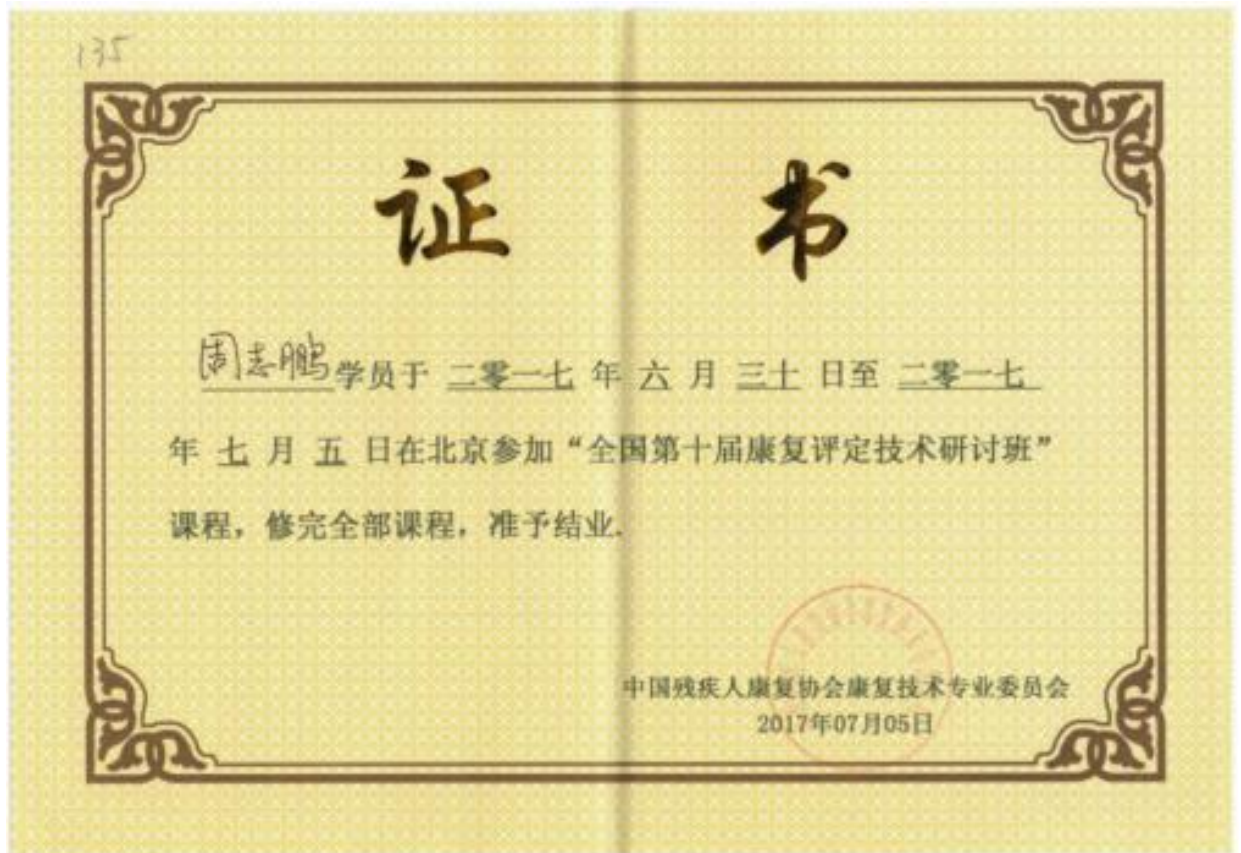 135
证 书
周志鹏学员于 二零一七 年 六 月 三十 日至 二零一七
年 七 月 五 日在北京参加“全国第十届康复评定技术研讨班”
课程，修完全部课程，准予结业.
中国残疾人康复协会康复技术专业委员会
2017年07月05日